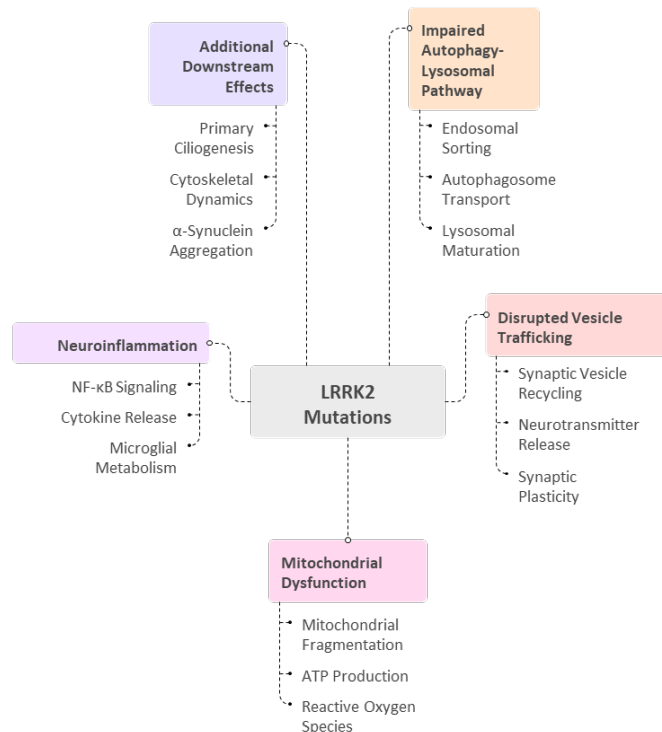 Additional
Downstream
Effects
Primary
Ciliogenesis
Cytoskeletal
Dynamics
α-Synuclein
Aggregation
Impaired
Autophagy-
Lysosomal
Pathway
Endosomal
Sorting
Autophagosome
Transport
Lysosomal
Maturation
Neuroinflammation
NF-κB Signaling
Cytokine Release
Microglial
Metabolism
LRRK2
Mutations
Disrupted Vesicle
Trafficking
Synaptic Vesicle
Recycling
Neurotransmitter
Release
Synaptic
Plasticity
Mitochondrial
Dysfunction
Mitochondrial
Fragmentation
ATP Production
Reactive Oxygen
Species